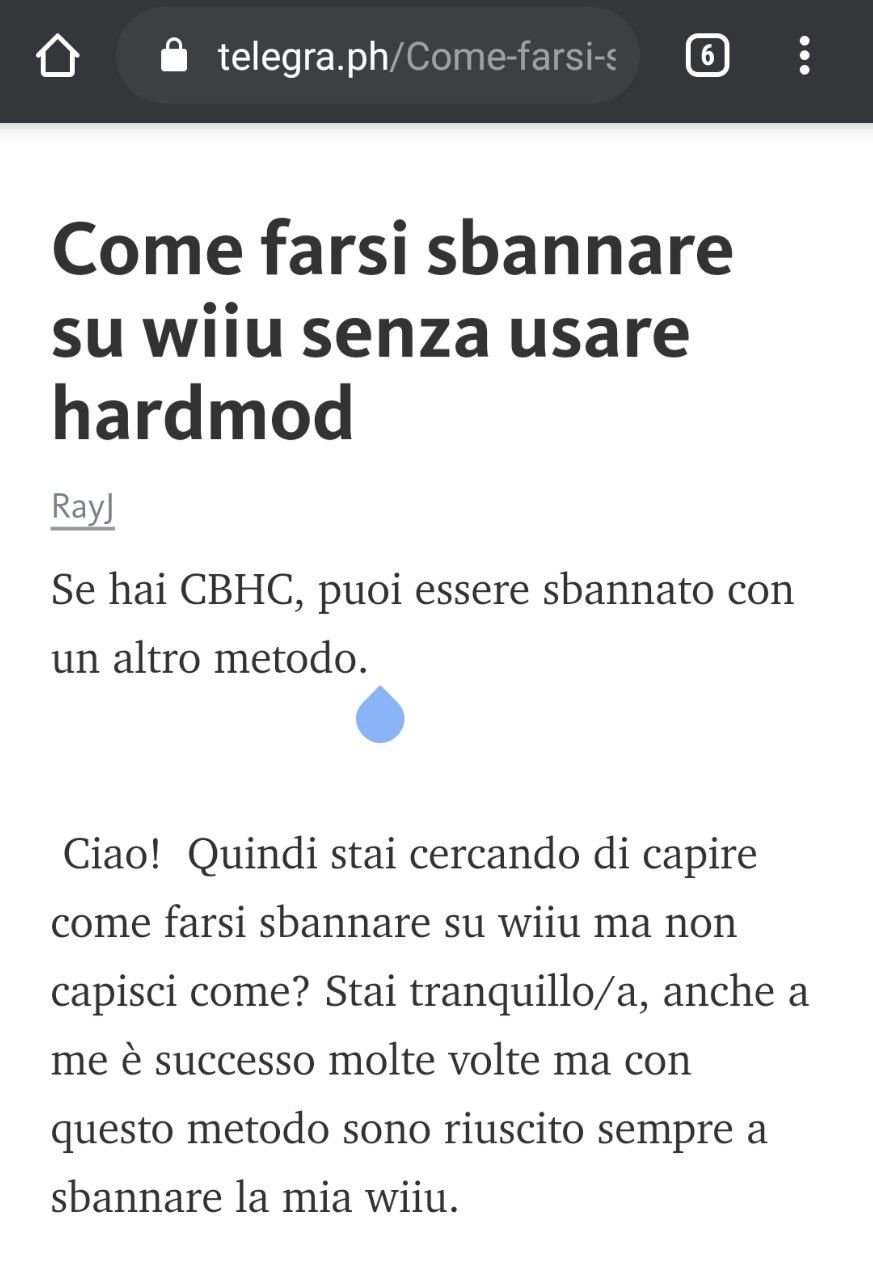 telegra.ph/Come-farsi-s
6
Come farsi sbannare
su wiiu senza usare
hardmod
RayJ
Se hai CBHC, puoi essere sbannato con
un altro metodo.
Ciao! Quindi stai cercando di capire
come farsi sbannare su wiiu ma non
capisci come? Stai tranquillo/a, anche a
me è successo molte volte ma con
questo metodo sono riuscito sempre a
sbannare la mia wiiu.